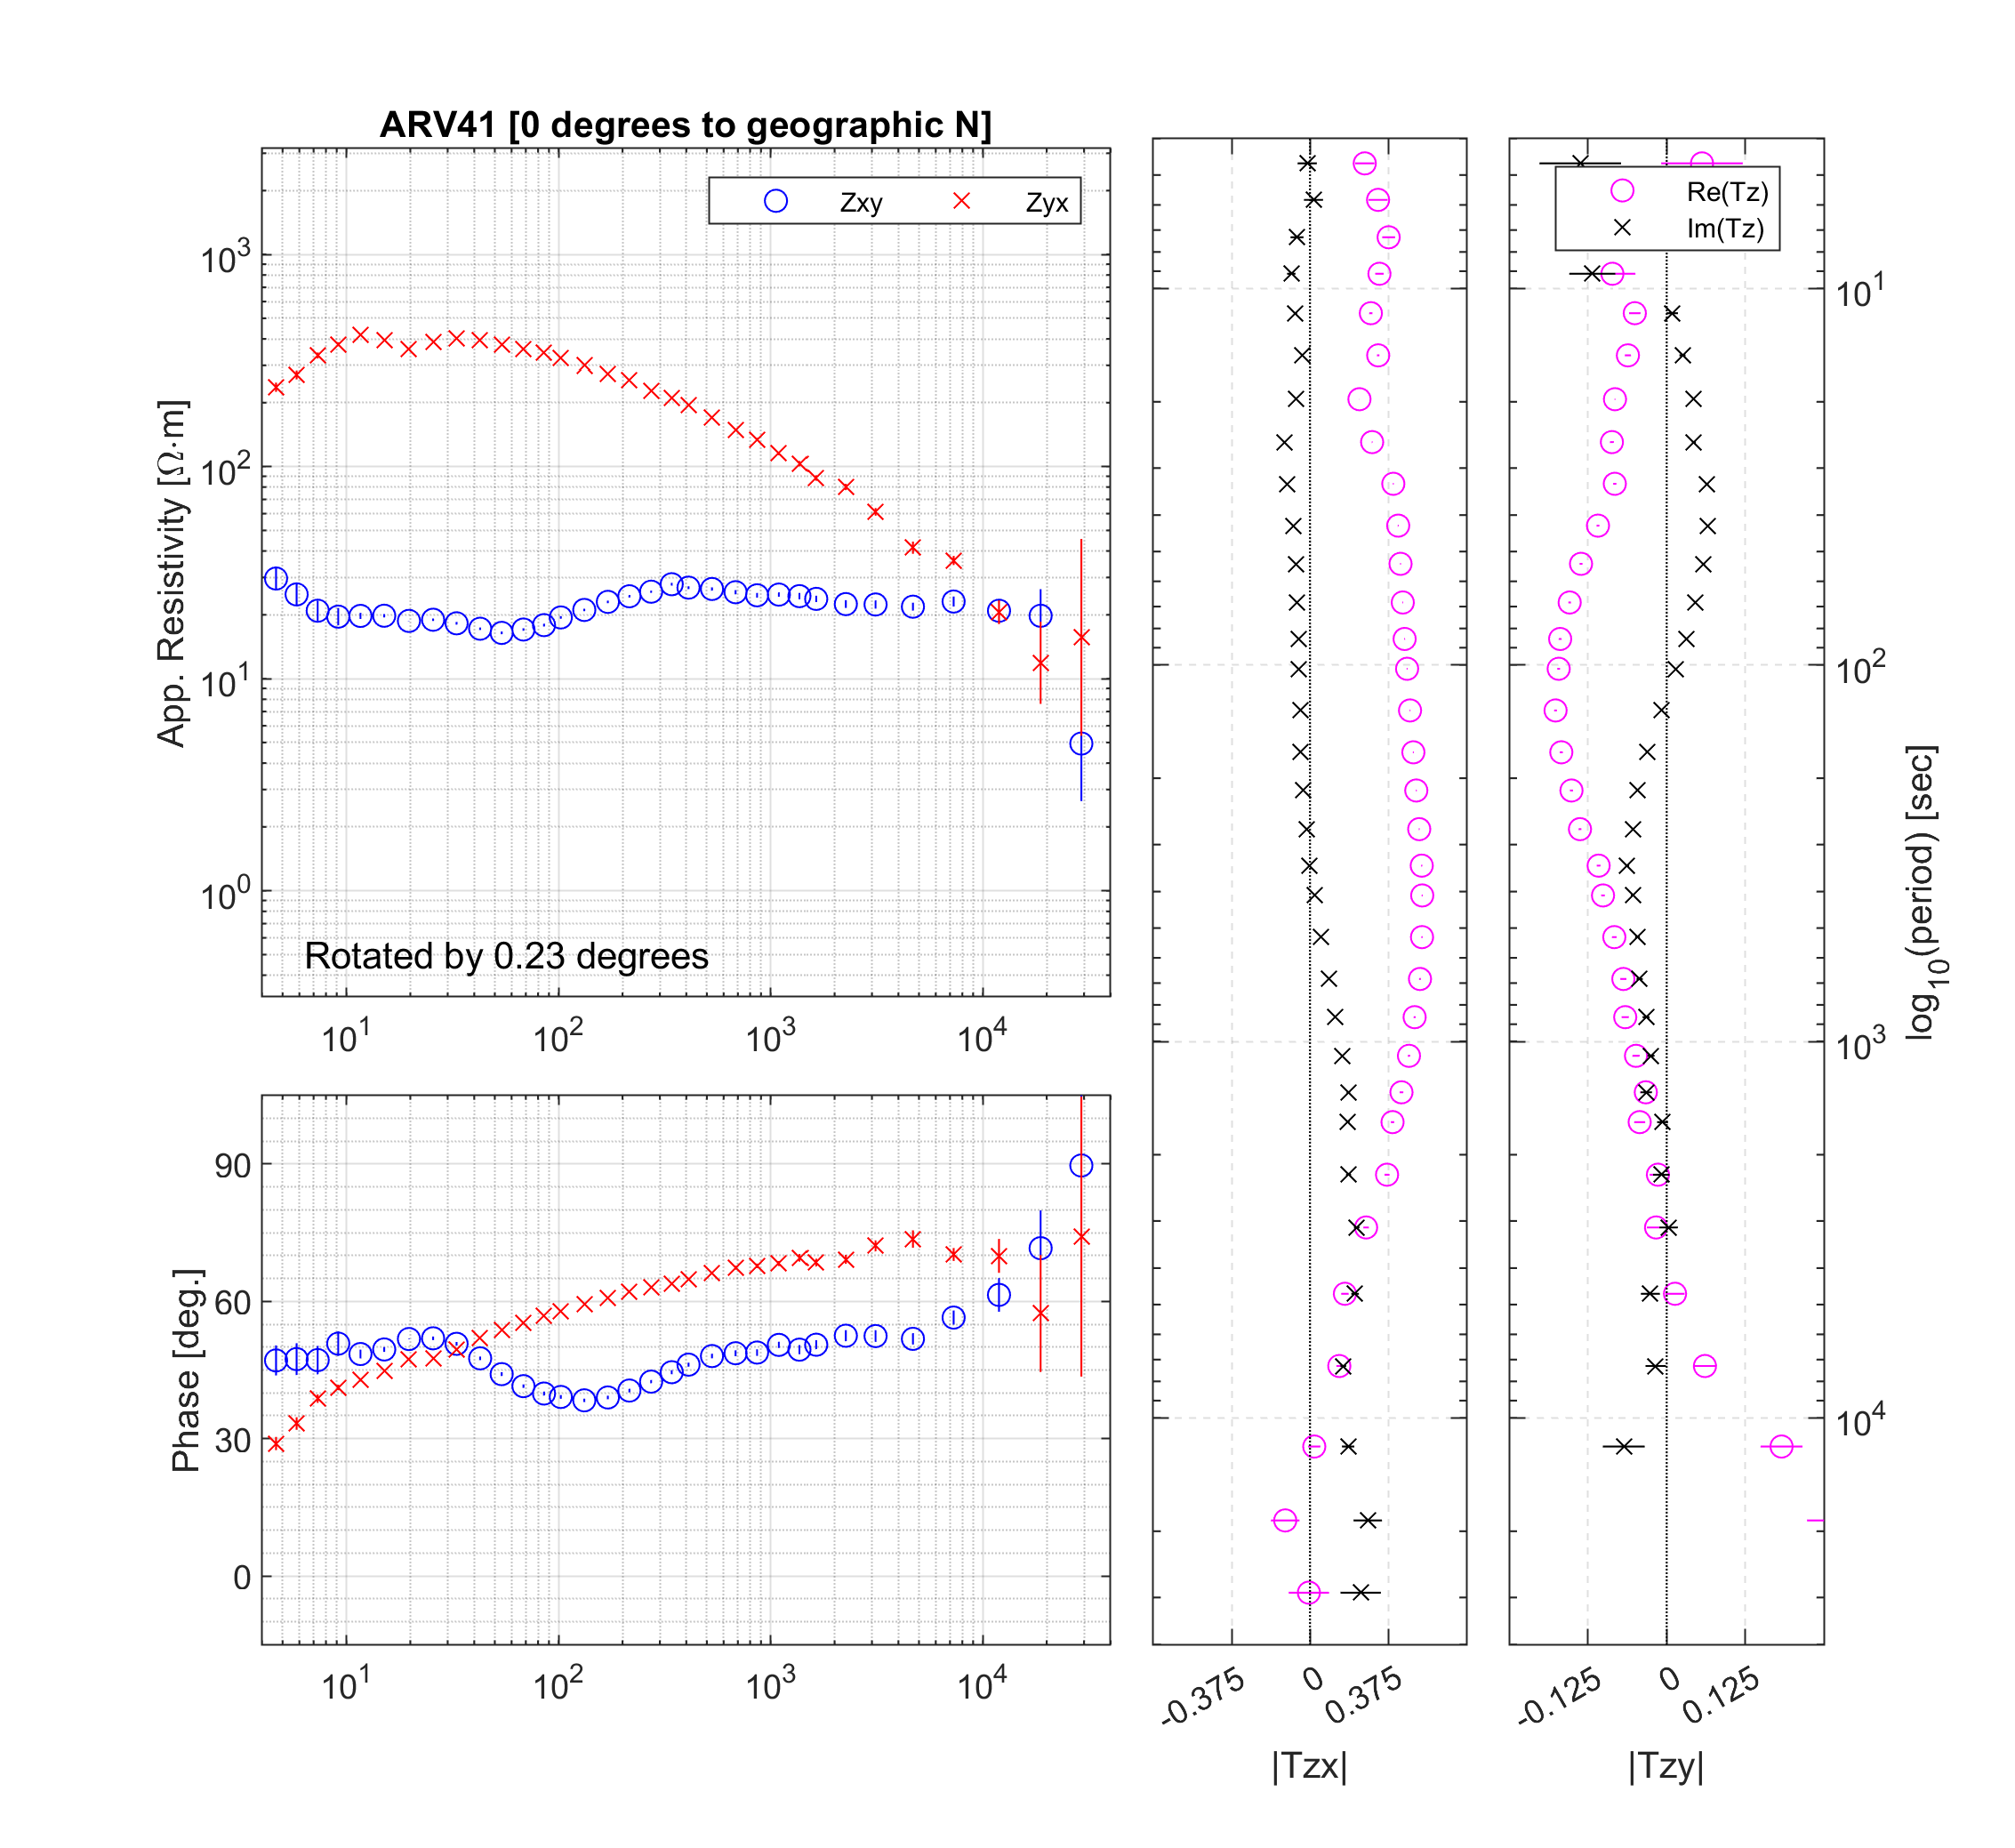 ARV41 [0 degrees to geographic N]
Zxy Zyx
App. Resistivity [Ω·m]
10³
10²
10¹
10⁰
Rotated by 0.23 degrees
10¹ 10² 10³ 10⁴
Phase [deg.]
90
60
30
0
10¹ 10² 10³ 10⁴
-0.375 0 0.375
|Tzx|
Re(Tz)
Im(Tz)
-0.125 0 0.125
|Tzy|
10¹
10²
10³
10⁴
log₁₀(period) [sec]